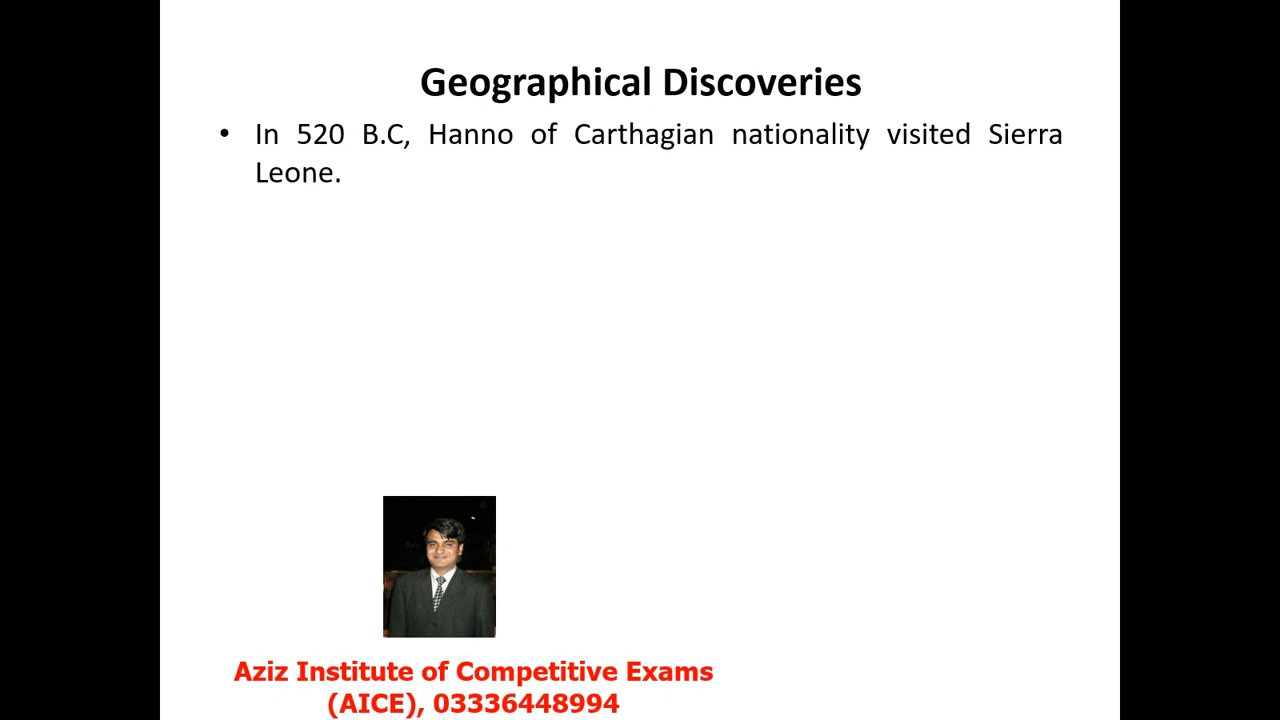 Geographical Discoveries
• In 520 B.C, Hanno of Carthagian nationality visited Sierra
Leone.
Aziz Institute of Competitive Exams
(AICE), 03336448994